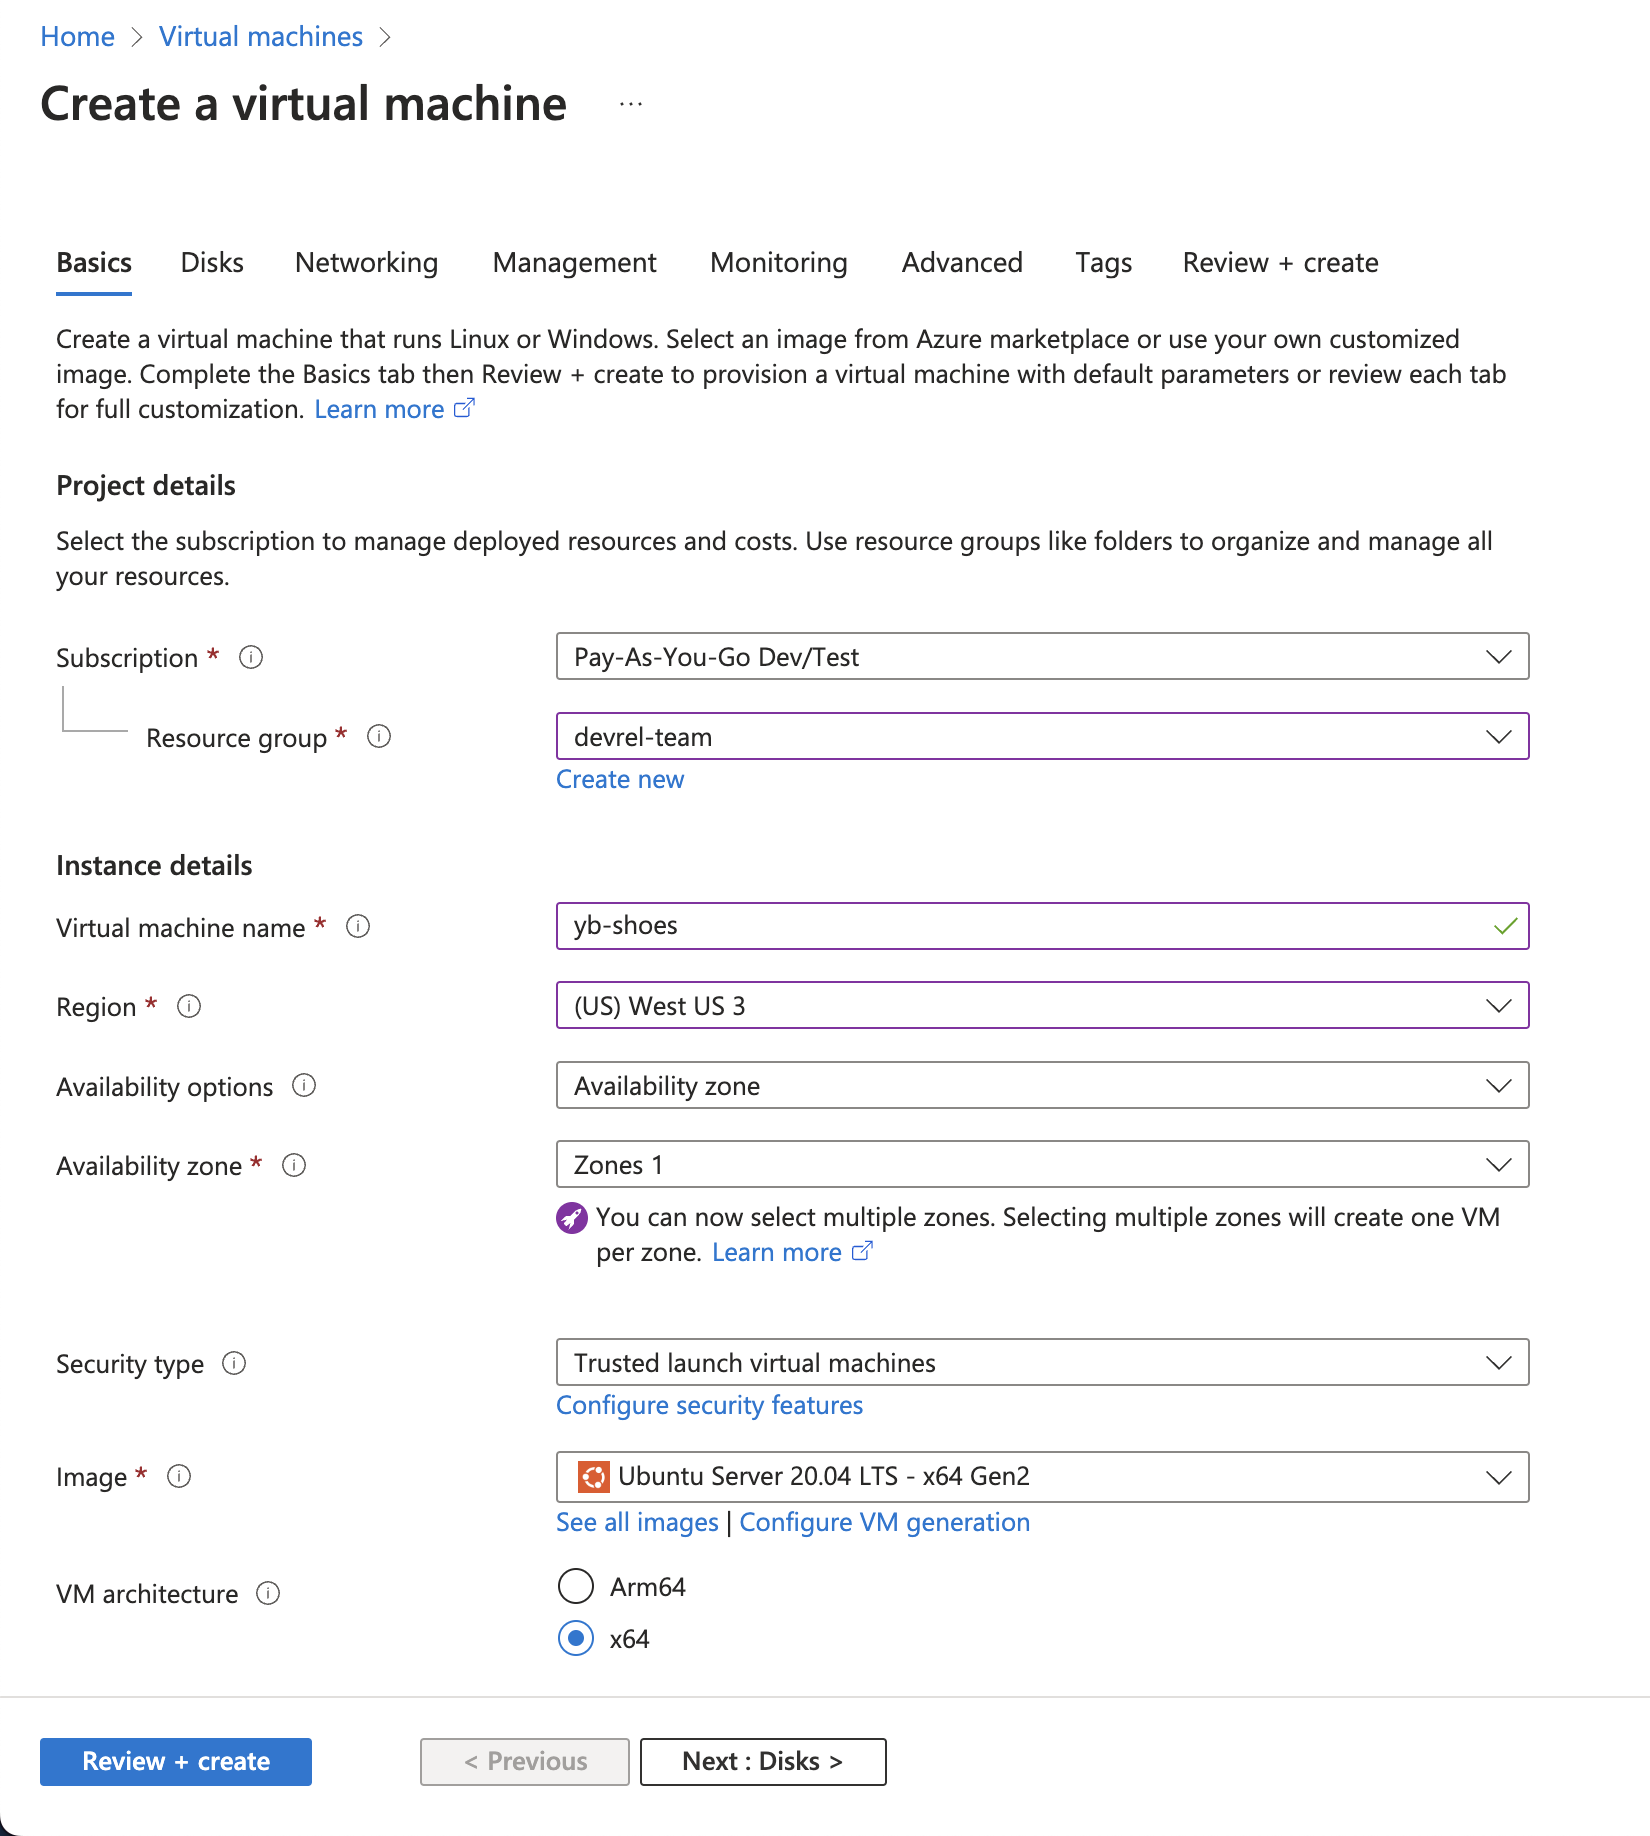 Home > Virtual machines >
Create a virtual machine ...
Basics Disks Networking Management Monitoring Advanced Tags Review + create
Create a virtual machine that runs Linux or Windows. Select an image from Azure marketplace or use your own customized
image. Complete the Basics tab then Review + create to provision a virtual machine with default parameters or review each tab
for full customization. Learn more
Project details
Select the subscription to manage deployed resources and costs. Use resource groups like folders to organize and manage all
your resources.
Subscription * Pay-As-You-Go Dev/Test
Resource group * devrel-team
Create new
Instance details
Virtual machine name * yb-shoes
Region * (US) West US 3
Availability options Availability zone
Availability zone * Zones 1
You can now select multiple zones. Selecting multiple zones will create one VM
per zone. Learn more
Security type Trusted launch virtual machines
Configure security features
Image * Ubuntu Server 20.04 LTS - x64 Gen2
See all images | Configure VM generation
VM architecture Arm64
x64
Review + create < Previous Next : Disks >